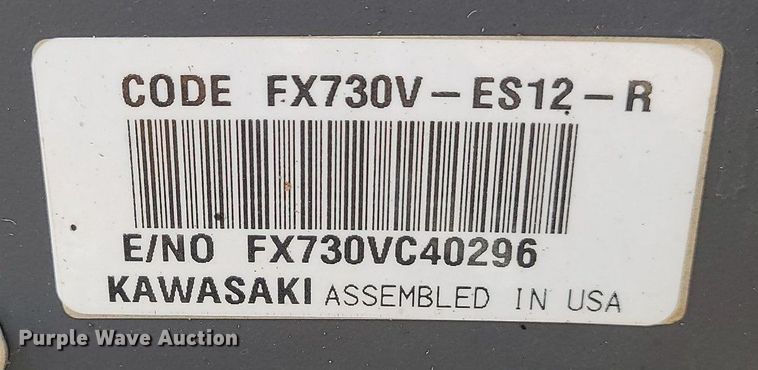 CODE FX730V-ES12-R
E/NO FX730VC40296
KAWASAKI ASSEMBLED IN USA
Purple Wave Auction